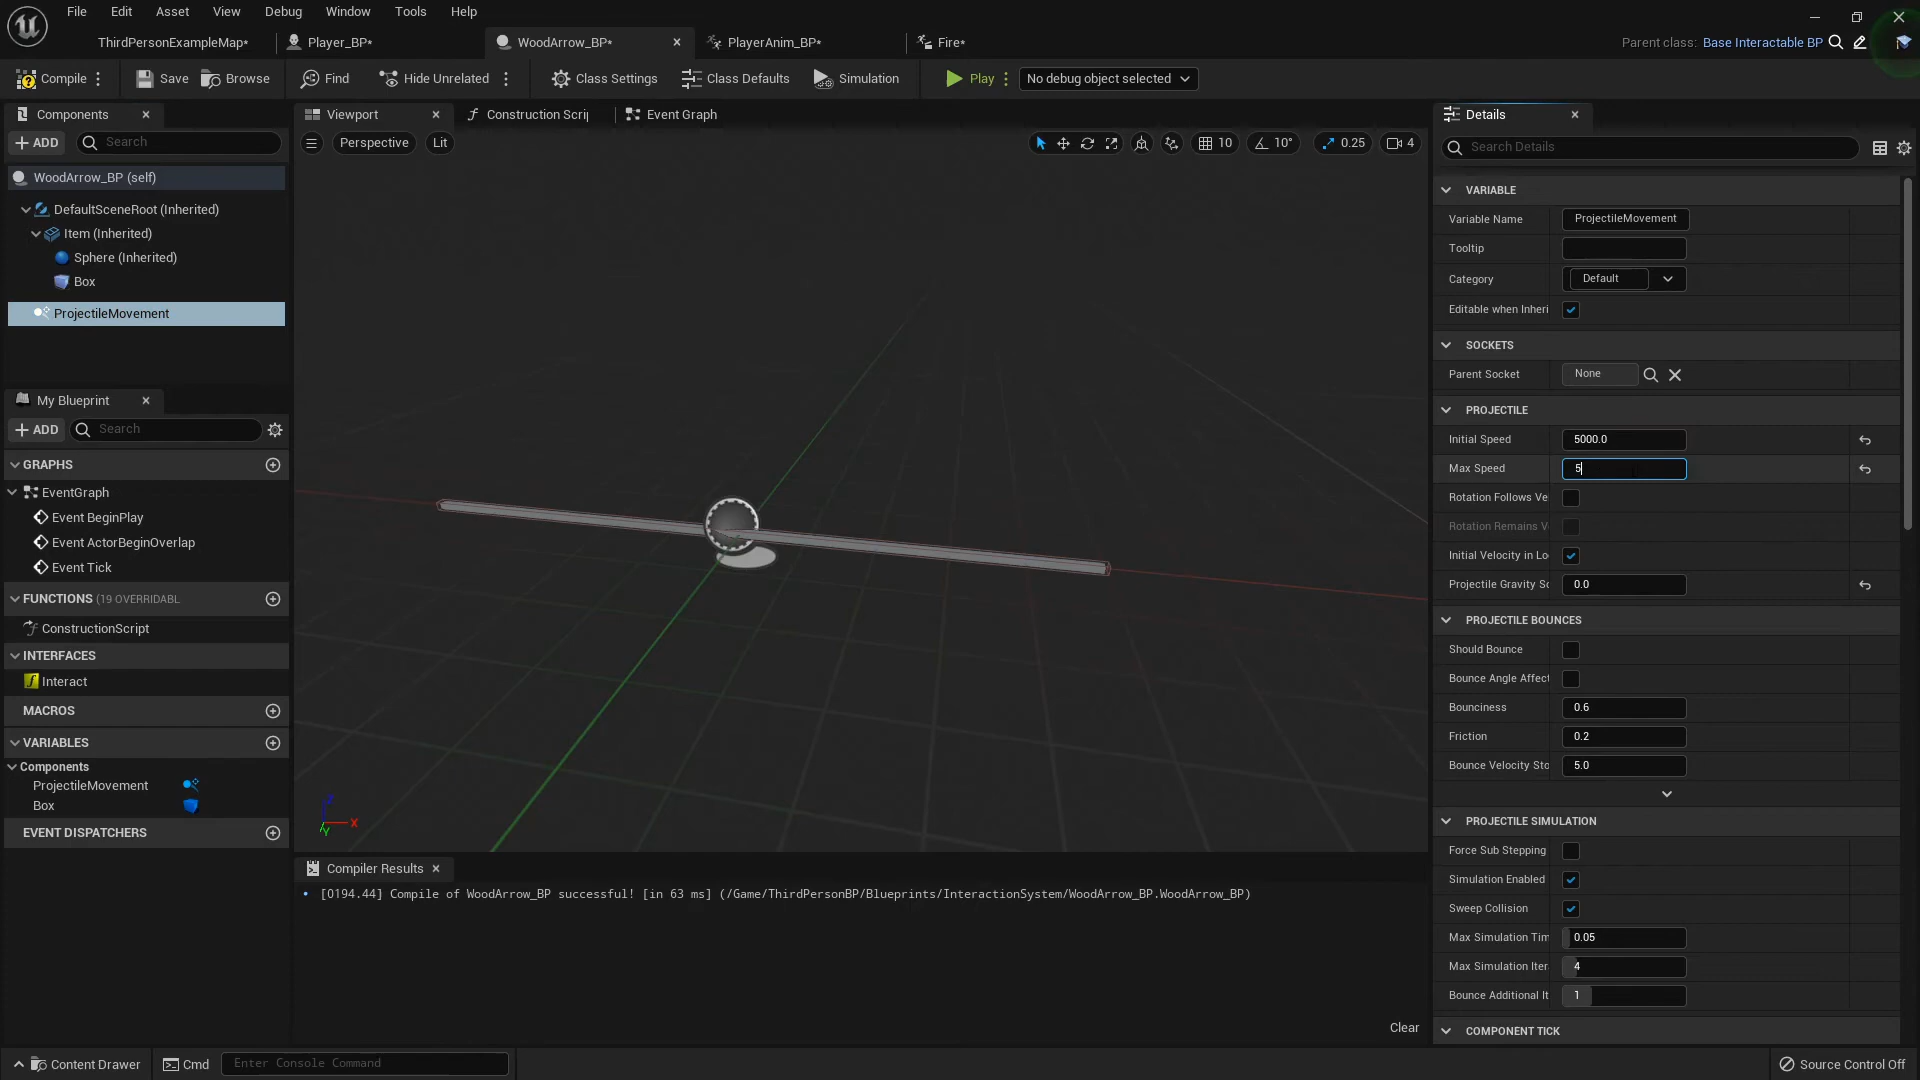 File Edit Asset View Debug Window Tools Help
ThirdPersonExampleMap* Player_BP* WoodArrow_BP* PlayerAnim_BP* Fire* Parent class: Base Interactable BP
Compile Save Browse Find Hide Unrelated Class Settings Class Defaults Simulation Play No debug object selected
Components
ADD Search
WoodArrow_BP (self)
DefaultSceneRoot (Inherited)
Item (Inherited)
Sphere (Inherited)
Box
ProjectileMovement
My Blueprint
ADD Search
GRAPHS
EventGraph
Event BeginPlay
Event ActorBeginOverlap
Event Tick
FUNCTIONS (19 OVERRIDABL
ConstructionScript
INTERFACES
Interact
MACROS
VARIABLES
Components
ProjectileMovement
Box
EVENT DISPATCHERS
Viewport Construction Scrip Event Graph
Perspective Lit 10 10° 0.25 4
Z
X
Y
Compiler Results
[0194.44] Compile of WoodArrow_BP successful! [in 63 ms] (/Game/ThirdPersonBP/Blueprints/InteractionSystem/WoodArrow_BP.WoodArrow_BP)
Clear
Details
Search Details
VARIABLE
Variable Name ProjectileMovement
Tooltip
Category Default
Editable when Inheri
SOCKETS
Parent Socket None
PROJECTILE
Initial Speed 5000.0
Max Speed 5
Rotation Follows Ve
Rotation Remains V
Initial Velocity in Lo
Projectile Gravity Sc 0.0
PROJECTILE BOUNCES
Should Bounce
Bounce Angle Affect
Bounciness 0.6
Friction 0.2
Bounce Velocity Sto 5.0
PROJECTILE SIMULATION
Force Sub Stepping
Simulation Enabled
Sweep Collision
Max Simulation Tim 0.05
Max Simulation Iter 4
Bounce Additional It 1
COMPONENT TICK
Content Drawer Cmd Enter Console Command Source Control Off